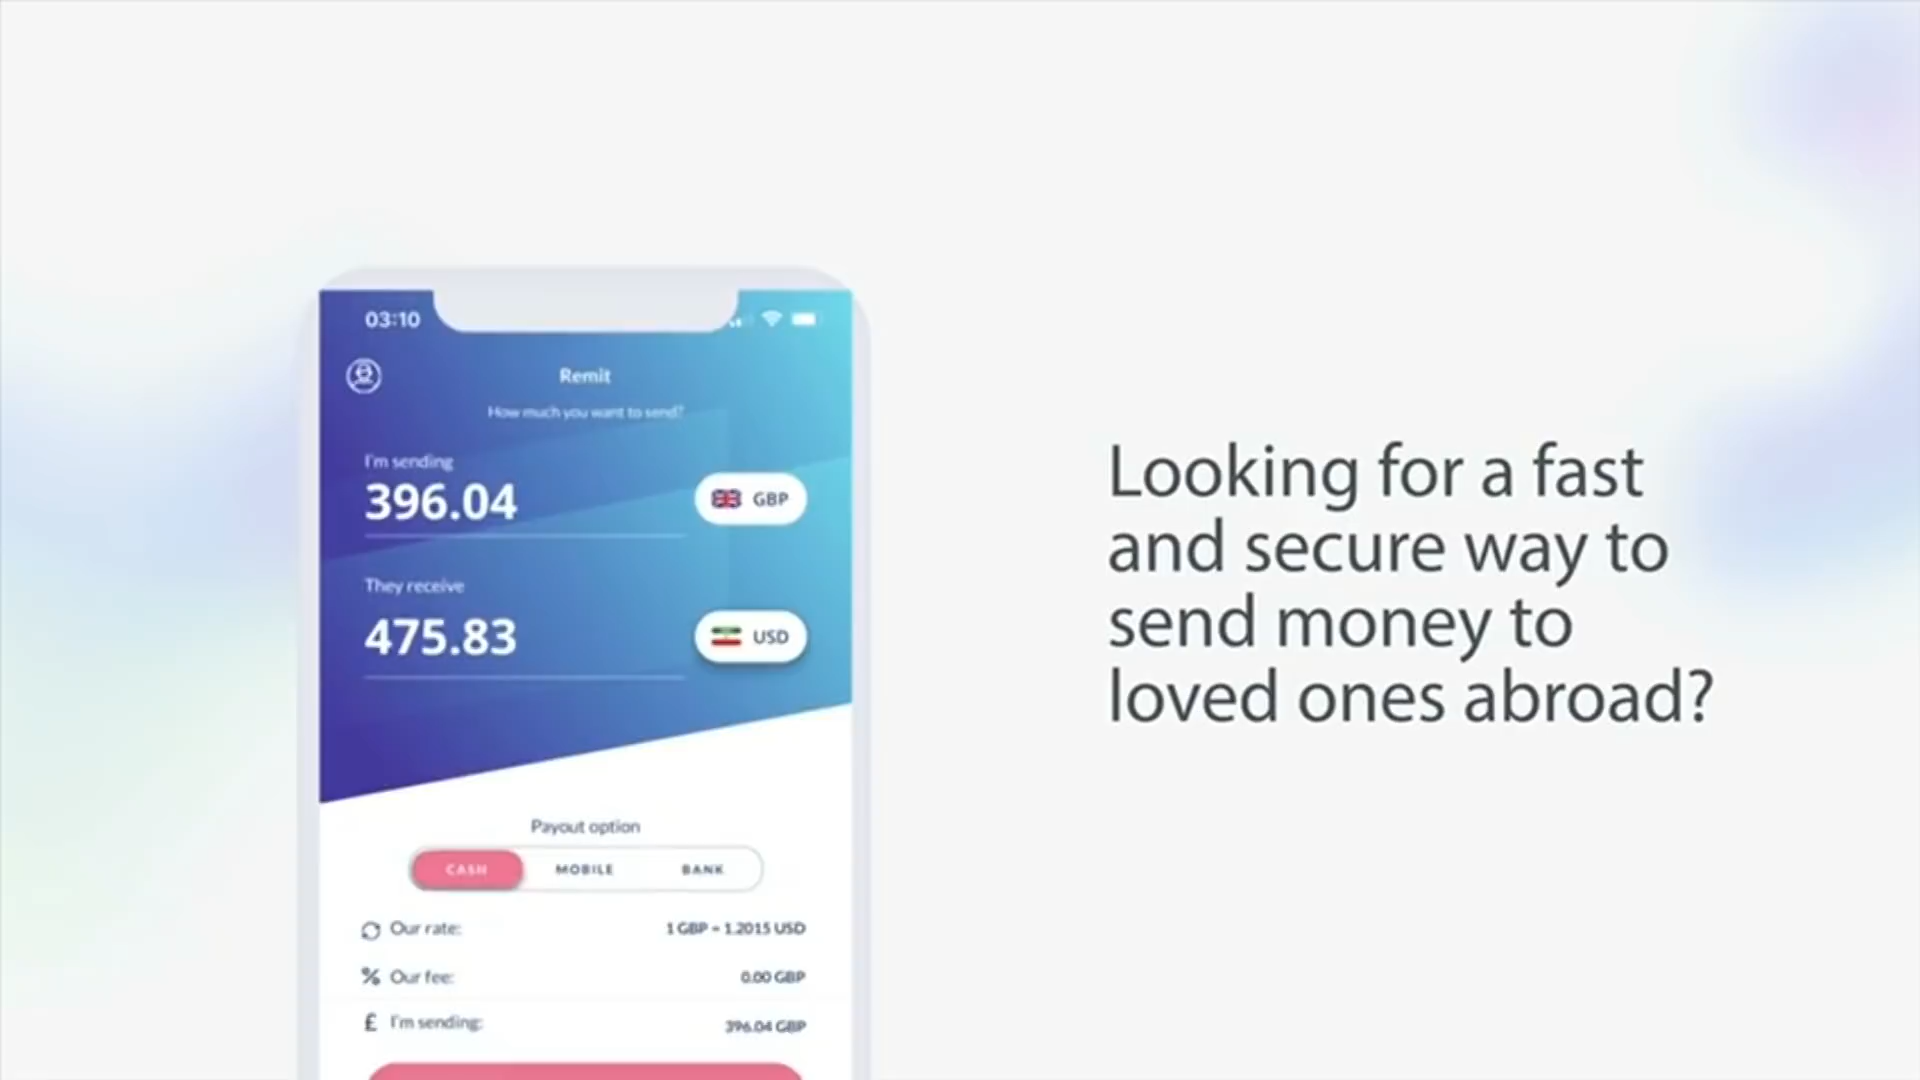 03:10
Remit
How much you want to send?
I'm sending
396.04
GBP
They receive
475.83
USD
Payout option
CASH MOBILE BANK
Our rate: 1 GBP = 1.2015 USD
Our fee: 0.00 GBP
£ I'm sending: 396.04 GBP
Looking for a fast
and secure way to
send money to
loved ones abroad?